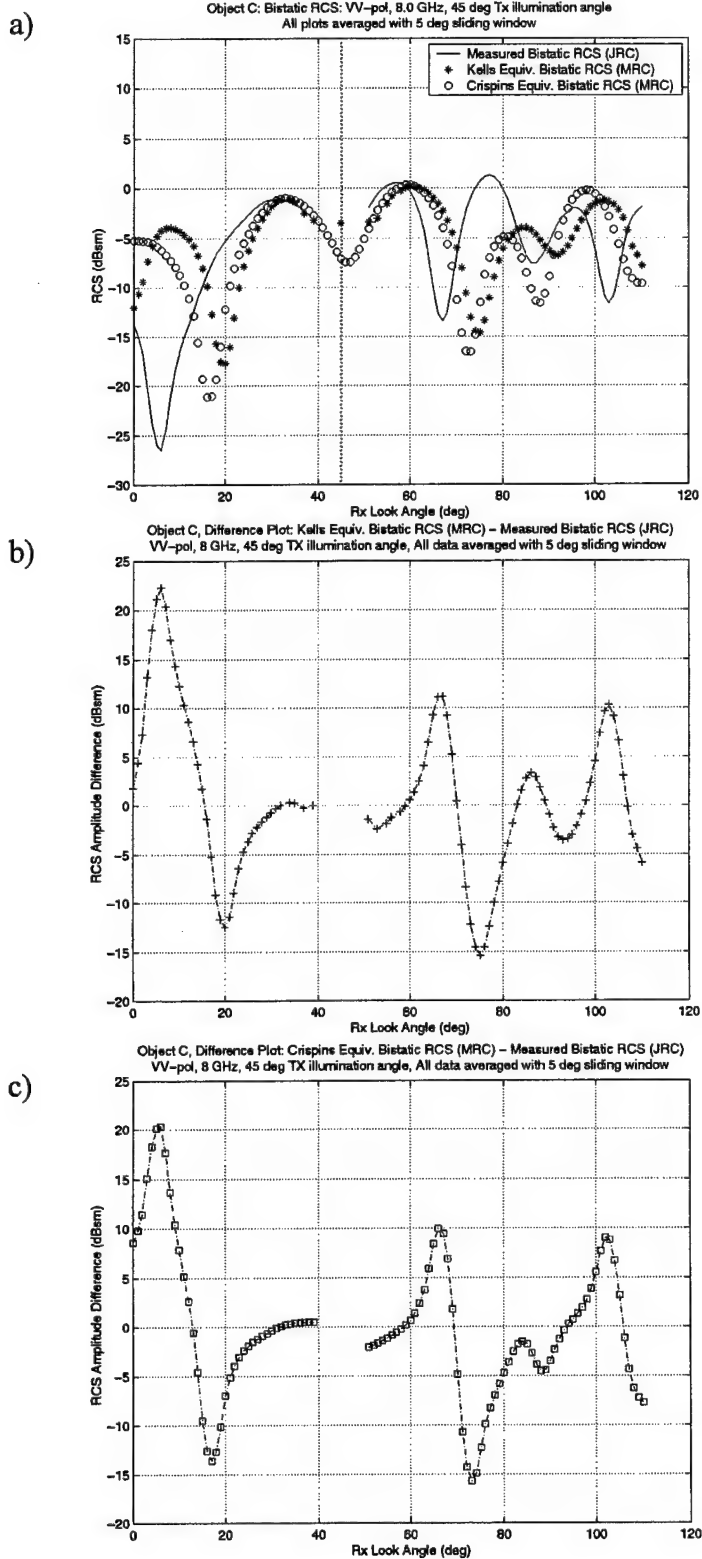 a)
Object C: Bistatic RCS: VV-pol, 8.0 GHz, 45 deg Tx illumination angle
All plots averaged with 5 deg sliding window
Measured Bistatic RCS (JRC)
Kells Equiv. Bistatic RCS (MRC)
Crispins Equiv. Bistatic RCS (MRC)
RCS (dBsm)
15
10
5
0
-5
-10
-15
-20
-25
-30
0 20 40 60 80 100 120
Rx Look Angle (deg)
b)
Object C, Difference Plot: Kells Equiv. Bistatic RCS (MRC) - Measured Bistatic RCS (JRC)
VV-pol, 8 GHz, 45 deg TX illumination angle, All data averaged with 5 deg sliding window
RCS Amplitude Difference (dBsm)
25
20
15
10
5
0
-5
-10
-15
-20
0 20 40 60 80 100 120
Rx Look Angle (deg)
c)
Object C, Difference Plot: Crispins Equiv. Bistatic RCS (MRC) - Measured Bistatic RCS (JRC)
VV-pol, 8 GHz, 45 deg TX illumination angle, All data averaged with 5 deg sliding window
RCS Amplitude Difference (dBsm)
25
20
15
10
5
0
-5
-10
-15
-20
0 20 40 60 80 100 120
Rx Look Angle (deg)